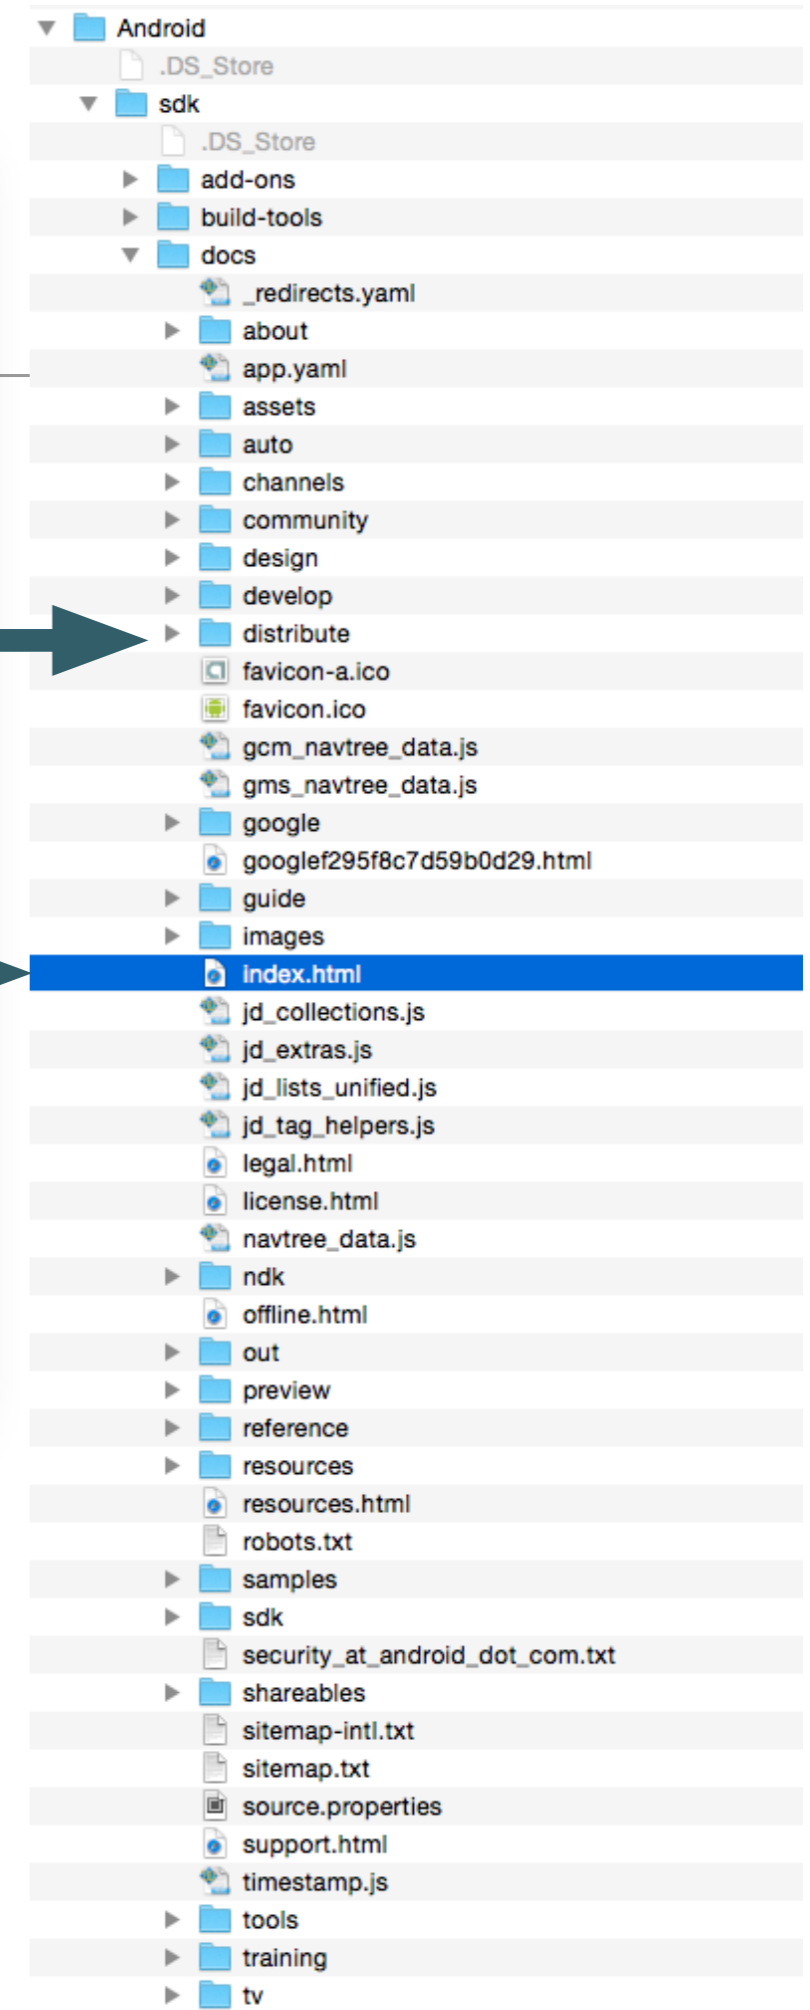 Android
.DS_Store
sdk
.DS_Store
add-ons
build-tools
docs
_redirects.yaml
about
app.yaml
assets
auto
channels
community
design
develop
distribute
favicon-a.ico
favicon.ico
gcm_navtree_data.js
gms_navtree_data.js
google
googlef295f8c7d59b0d29.html
guide
images
index.html
jd_collections.js
jd_extras.js
jd_lists_unified.js
jd_tag_helpers.js
legal.html
license.html
navtree_data.js
ndk
offline.html
out
preview
reference
resources
resources.html
robots.txt
samples
sdk
security_at_android_dot_com.txt
shareables
sitemap-intl.txt
sitemap.txt
source.properties
support.html
timestamp.js
tools
training
tv